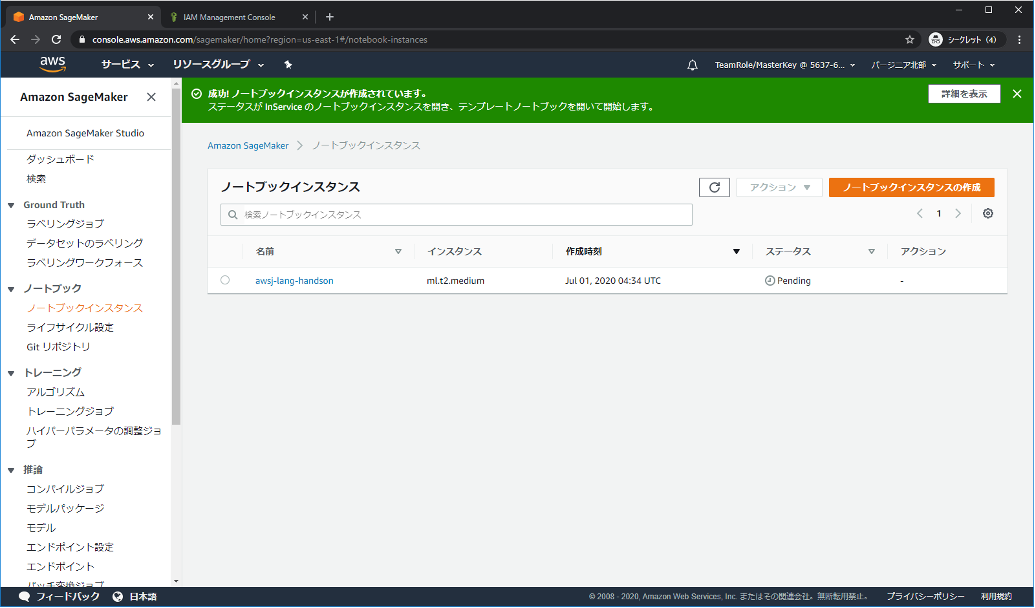 Amazon SageMaker
IAM Management Console
console.aws.amazon.com/sagemaker/home?region=us-east-1#/notebook-instances
シークレット (4)
aws
サービス
リソースグループ
TeamRole/MasterKey @ 5637-6...
バージニア北部
サポート
Amazon SageMaker
Amazon SageMaker Studio
ダッシュボード
検索
Ground Truth
ラベリングジョブ
データセットのラベリング
ラベリングワークフォース
ノートブック
ノートブックインスタンス
ライフサイクル設定
Git リポジトリ
トレーニング
アルゴリズム
トレーニングジョブ
ハイパーパラメータの調整ジョ
ブ
推論
コンパイルジョブ
モデルパッケージ
モデル
エンドポイント設定
エンドポイント
バッチ変換ジョブ
成功! ノートブックインスタンスが作成されています。
ステータスが InService のノートブックインスタンスを開き、テンプレートノートブックを開いて開始します。
詳細を表示
Amazon SageMaker
ノートブックインスタンス
ノートブックインスタンス
アクション
ノートブックインスタンスの作成
検索ノートブックインスタンス
1
名前
インスタンス
作成時刻
ステータス
アクション
awsj-lang-handson
ml.t2.medium
Jul 01, 2020 04:34 UTC
Pending
-
フィードバック
日本語
© 2008 - 2020, Amazon Web Services, Inc. またはその関連会社。無断転用禁止。
プライバシーポリシー
利用規約